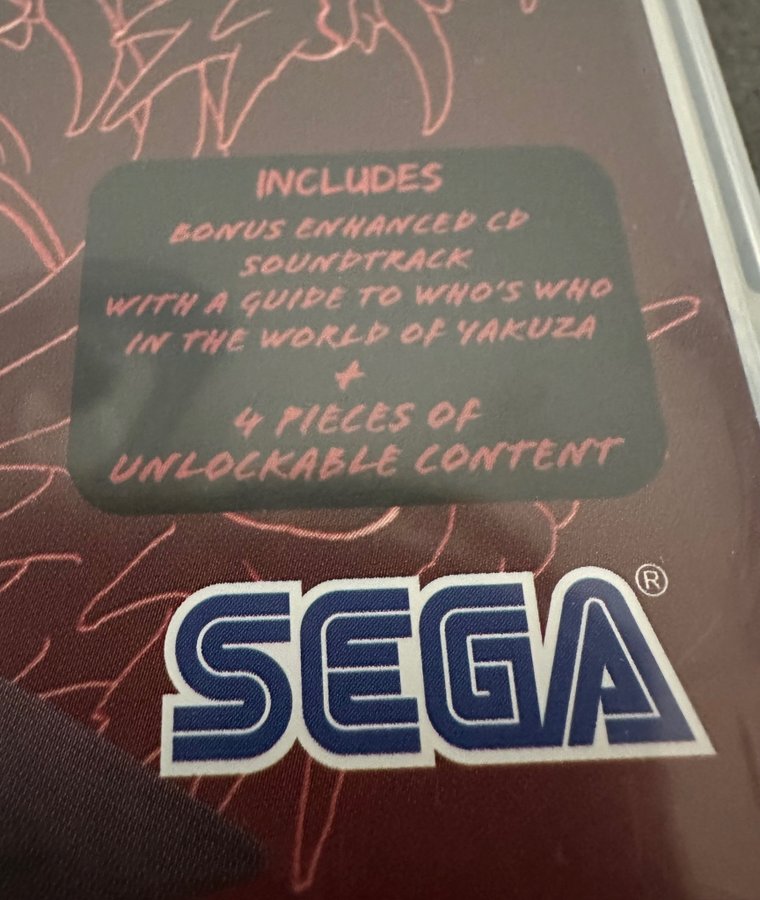 INCLUDES
BONUS ENHANCED CD
SOUNDTRACK
WITH A GUIDE TO WHO'S WHO
IN THE WORLD OF YAKUZA
+
4 PIECES OF
UNLOCKABLE CONTENT
SEGA®